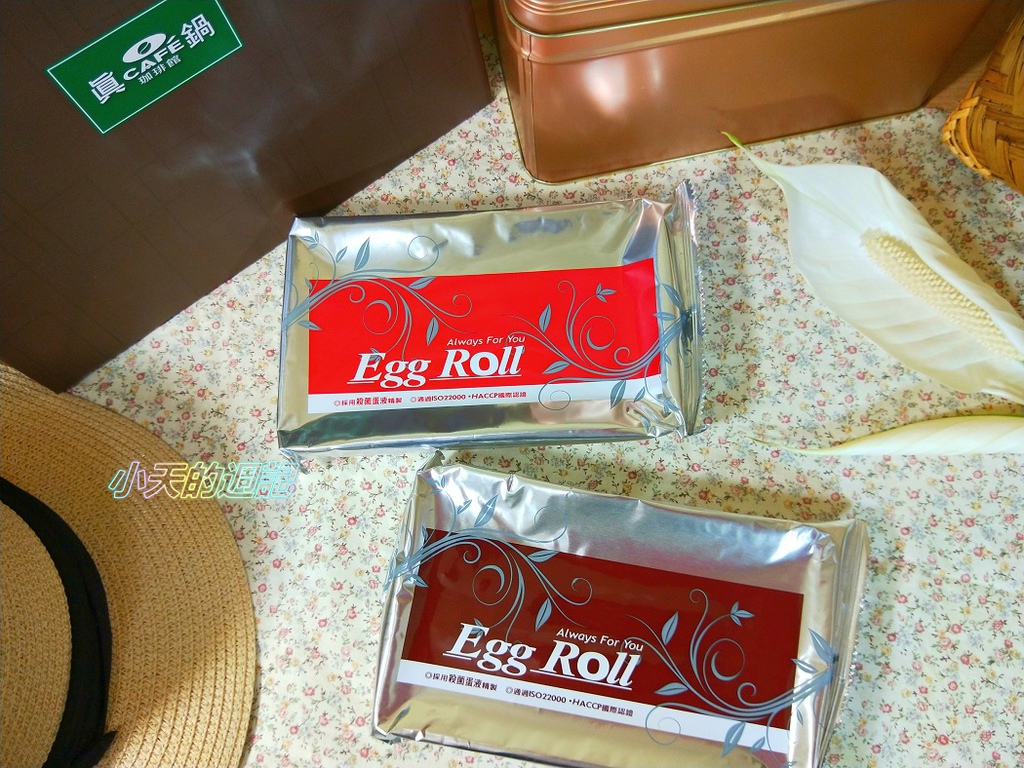 真 CAFÉ 鍋
珈琲館
Always For You
Egg Roll
◎採用殺菌蛋液精製 ◎通過ISO22000・HACCP國際認證
小天的迴龍
Always For You
Egg Roll
◎採用殺菌蛋液精製 ◎通過ISO22000・HACCP國際認證